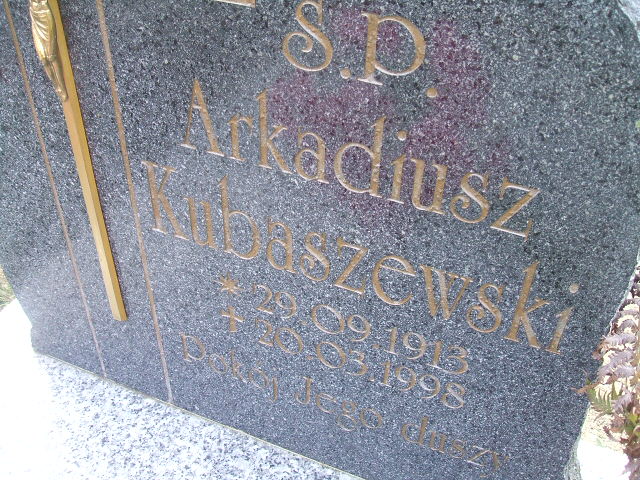 Ś.P.
Arkadiusz
Kubaszewski
* 29.09.1913
+ 20.03.1998
Pokój Jego duszy